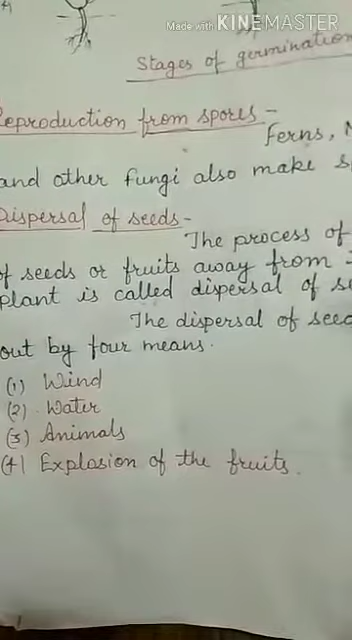 Made with KINEMASTER
Stages of germination
Reproduction from spores -
Ferns,
and other fungi also make
Dispersal of seeds -
The process of
of seeds or fruits away from
plant is called dispersal of
The dispersal of
out by four means.
(1) Wind
(2) Water
(3) Animals
(4) Explosion of the fruits.